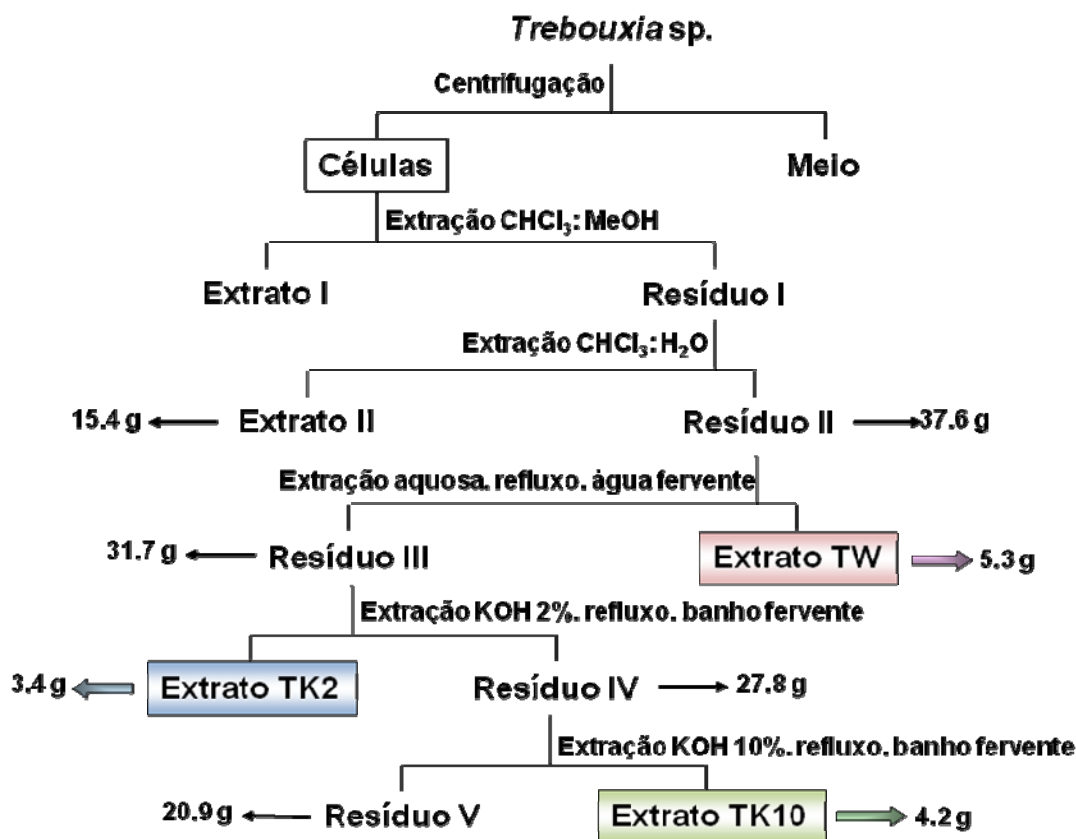 Trebouxia sp.
Centrifugação
Células
Meio
Extração CHCl₃: MeOH
Extrato I
Resíduo I
Extração CHCl₃:H₂O
15.4 g
Extrato II
Resíduo II
37.6 g
Extração aquosa. refluxo. água fervente
31.7 g
Resíduo III
Extrato TW
5.3 g
Extração KOH 2%. refluxo. banho fervente
3.4 g
Extrato TK2
Resíduo IV
27.8 g
Extração KOH 10%. refluxo. banho fervente
20.9 g
Resíduo V
Extrato TK10
4.2 g